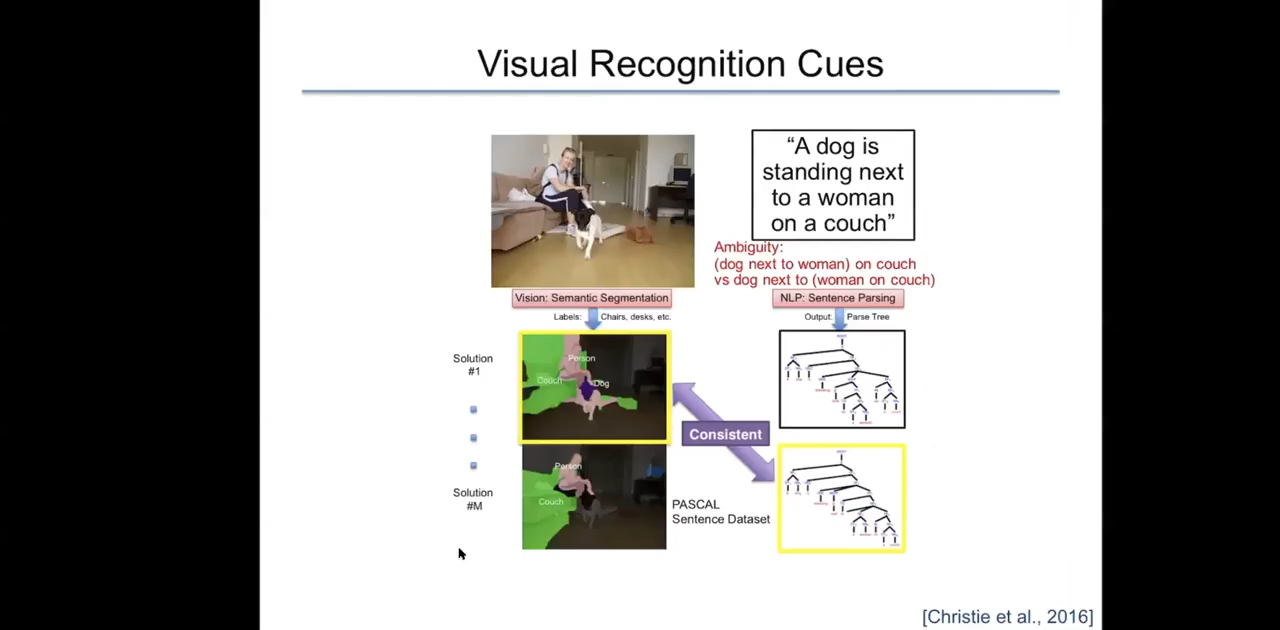 Visual Recognition Cues
“A dog is
standing next
to a woman
on a couch”
Ambiguity:
(dog next to woman) on couch
vs dog next to (woman on couch)
Vision: Semantic Segmentation
NLP: Sentence Parsing
Labels: Chairs, desks, etc.
Output: Parse Tree
Solution
#1
Person
Couch
Dog
Consistent
Person
Couch
Solution
#M
PASCAL
Sentence Dataset
[Christie et al., 2016]